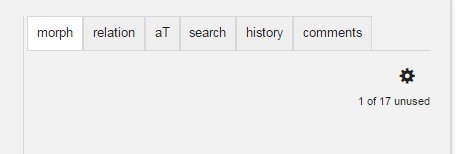 morph relation aT search history comments
1 of 17 unused